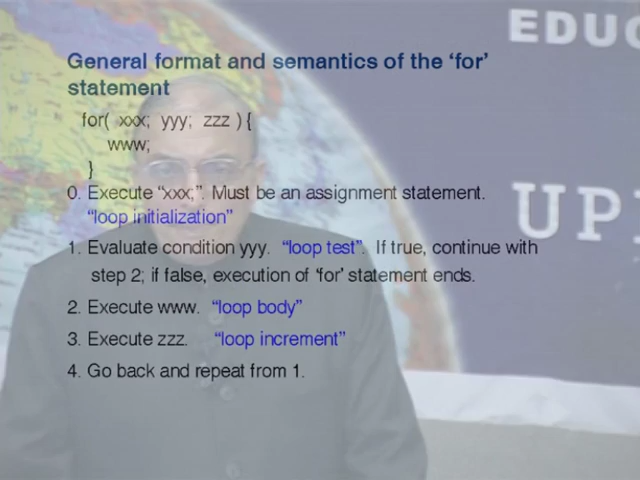 EDUC
General format and semantics of the ‘for’
statement
for( xxx; yyy; zzz ) {
www;
}
UP
0. Execute “xxx;”. Must be an assignment statement.
“loop initialization”
1. Evaluate condition yyy. “loop test”. If true, continue with
step 2; if false, execution of ‘for’ statement ends.
2. Execute www. “loop body”
3. Execute zzz. “loop increment”
4. Go back and repeat from 1.